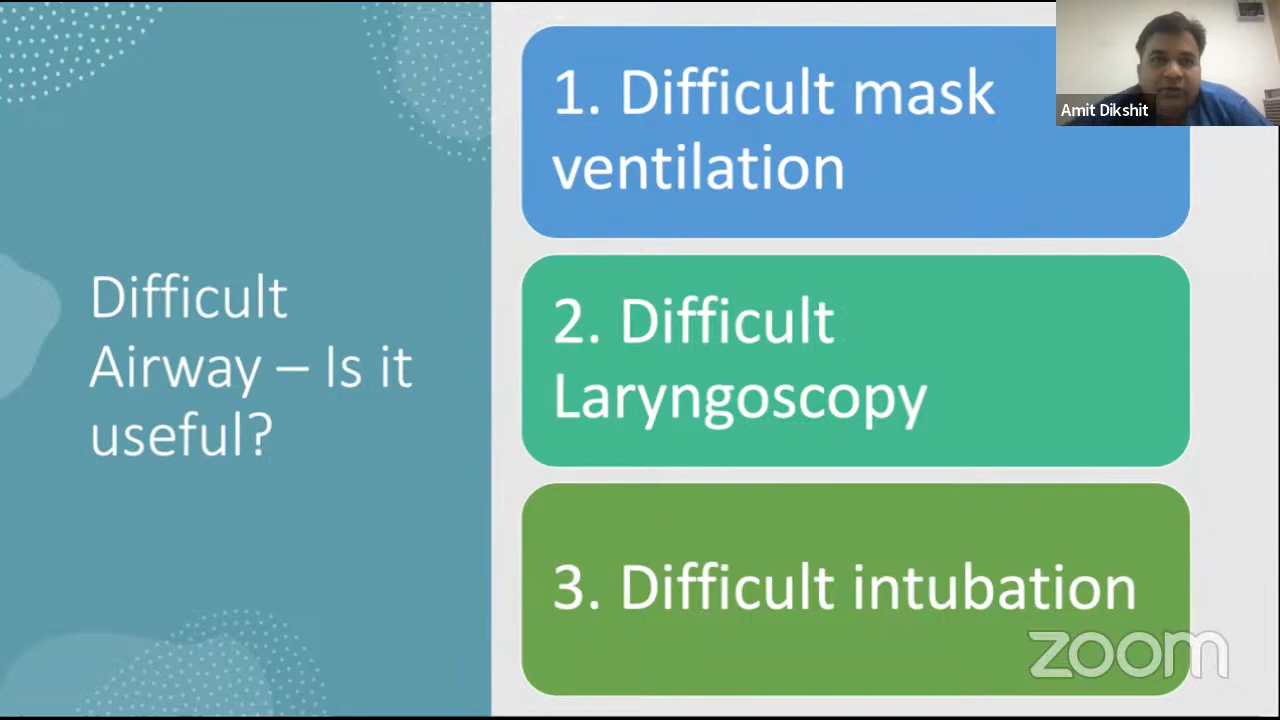 Difficult
Airway – Is it
useful?
1. Difficult mask
ventilation
2. Difficult
Laryngoscopy
3. Difficult intubation
Amit Dikshit
zoom